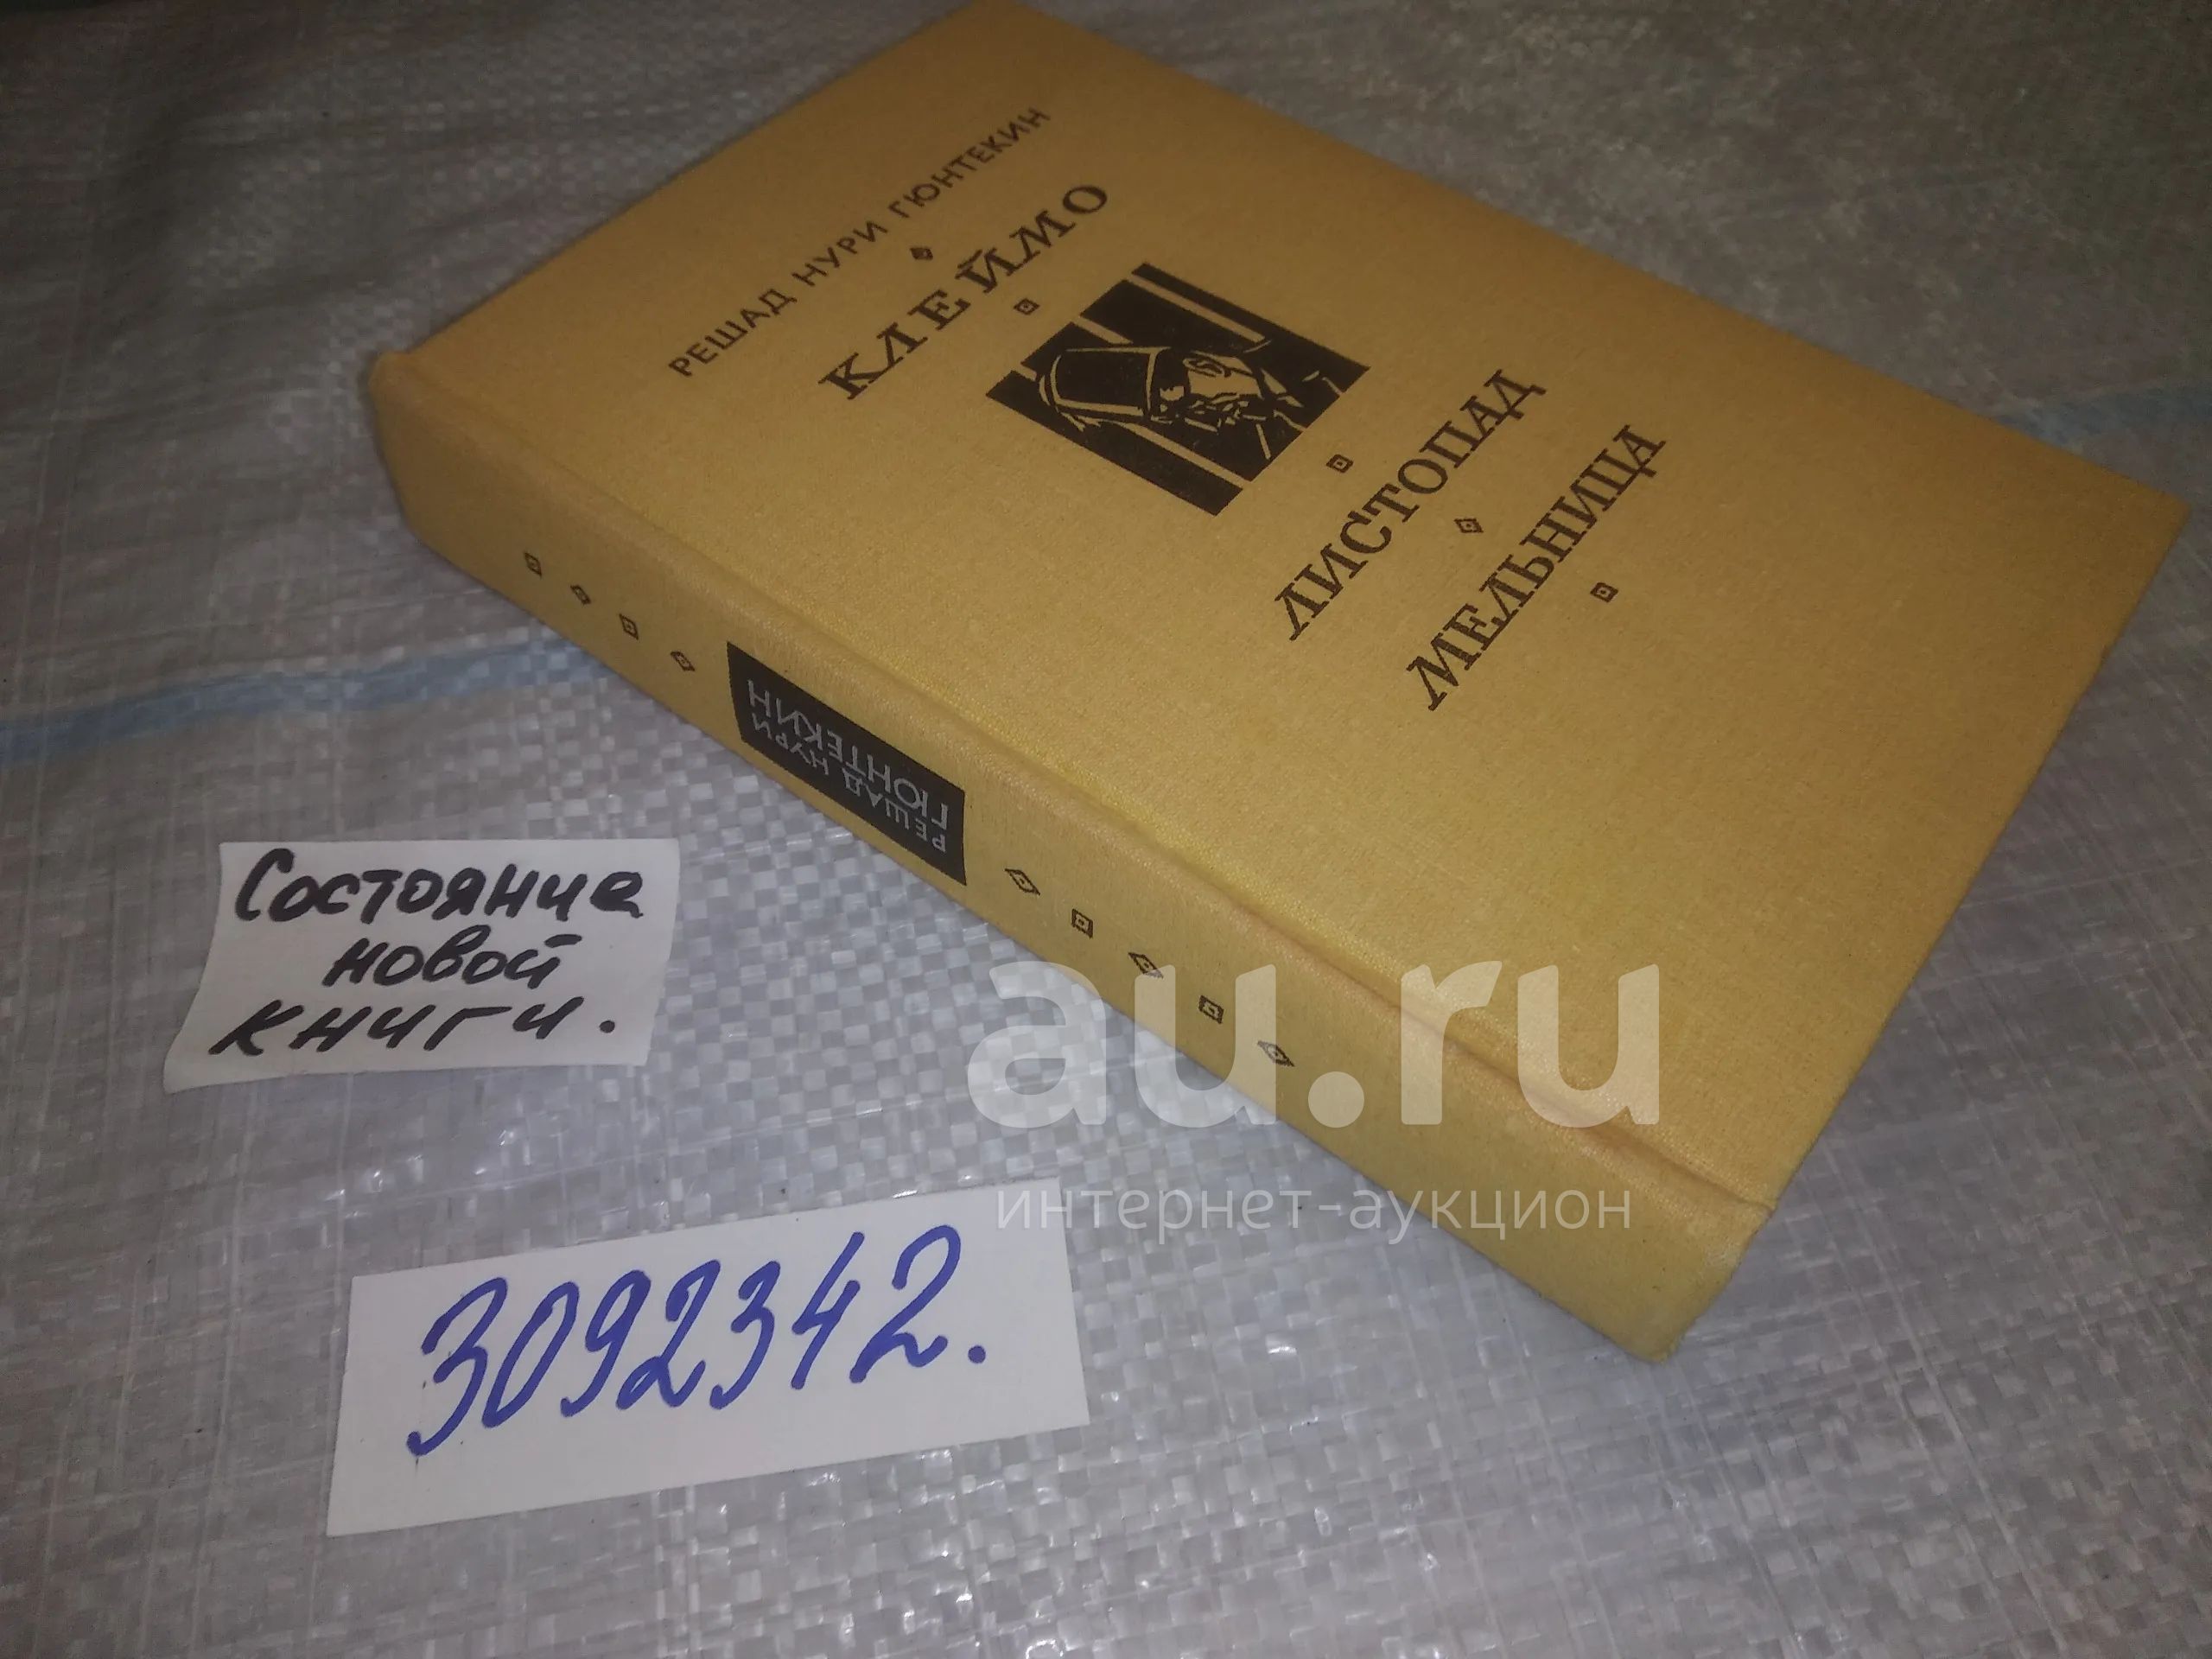 РЕШАД НУРИ ГЮНТЕКИН
КЛЕЙМО
ЛИСТОПАД
МЕЛЬНИЦА
РЕШАД НУРИ
ГЮНТЕКИН
Состояние
новой
книги.
3092342.
au.ru
интернет-аукцион